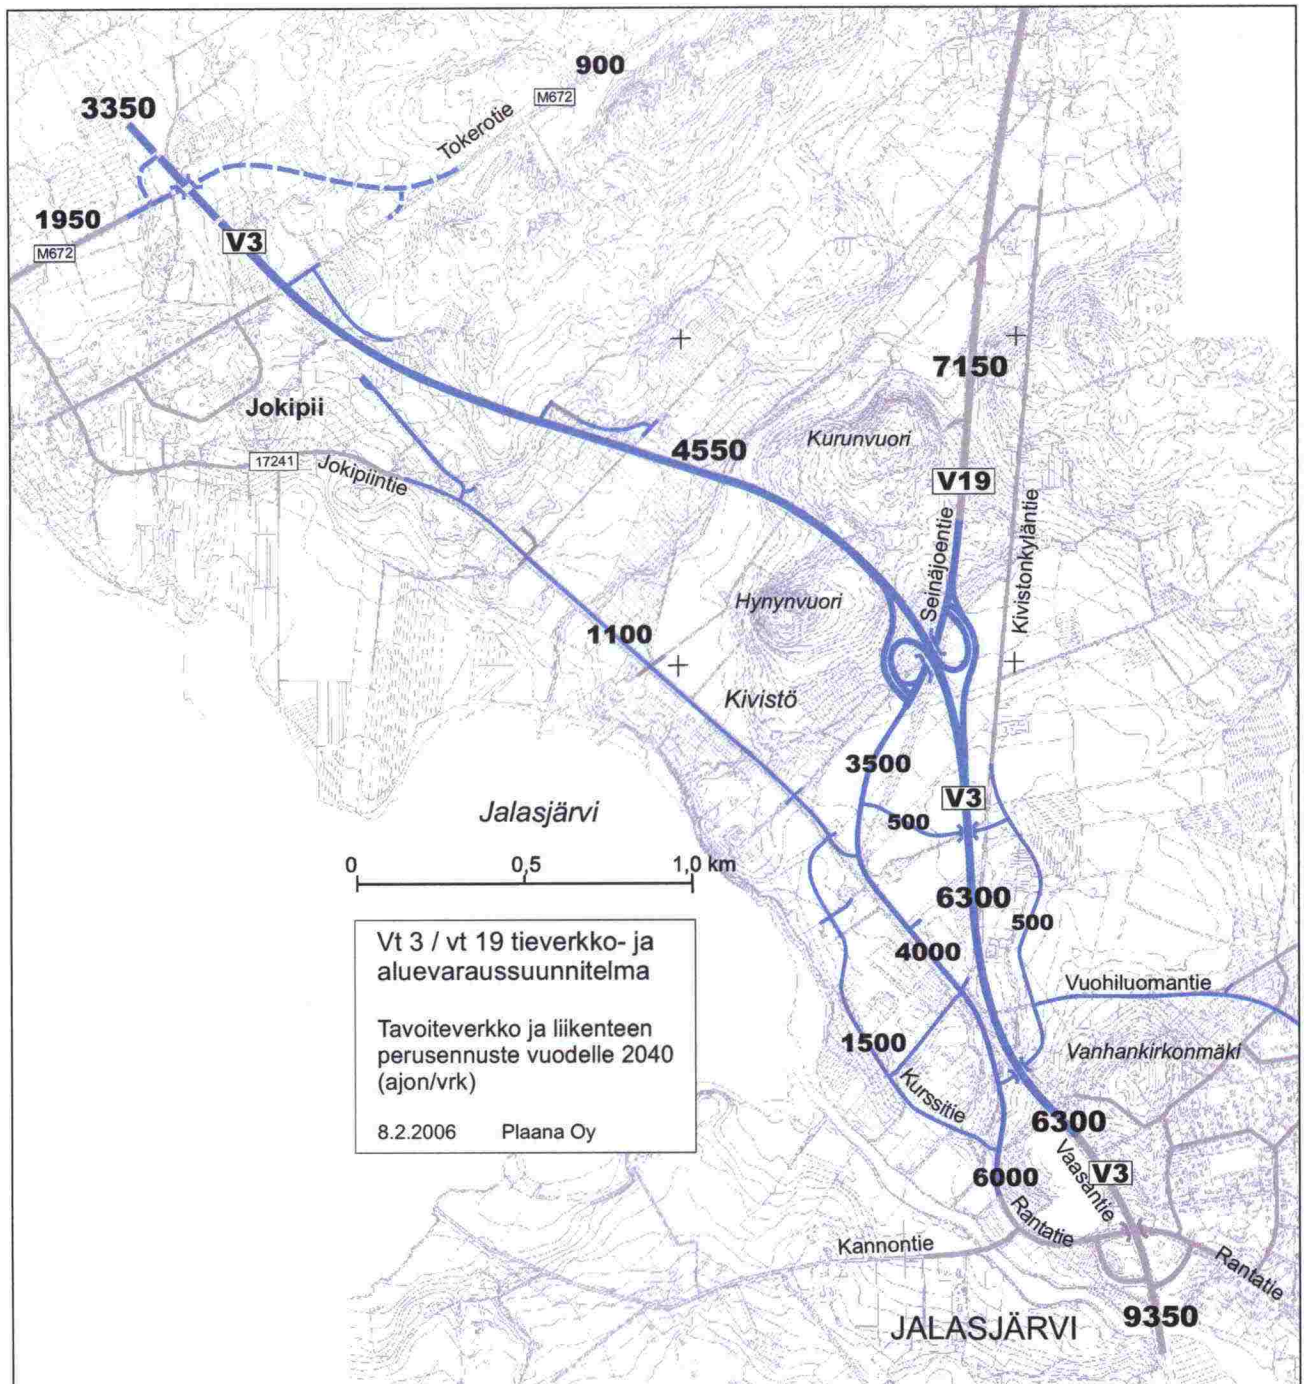 900
M672
3350
Tokerotie
1950
M672
V3
7150
Jokipii
Kurunvuori
4550
17241
Jokipiintie
V19
Seinäjoentie
Kivistonkyläntie
Hynynvuori
1100
Kivistö
3500
V3
Jalasjärvi
500
0 0,5 1,0 km
6300
500
Vt 3 / vt 19 tieverkko- ja
aluevaraussuunnitelma
Tavoiteverkko ja liikenteen
perusennuste vuodelle 2040
(ajon/vrk)
8.2.2006 Plaana Oy
4000
Vuohiluomantie
1500
Vanhankirkonmäki
Kurssitie
6300
Vaasantie
V3
6000
Rantatie
Kannontie
Rantatie
9350
JALASJÄRVI